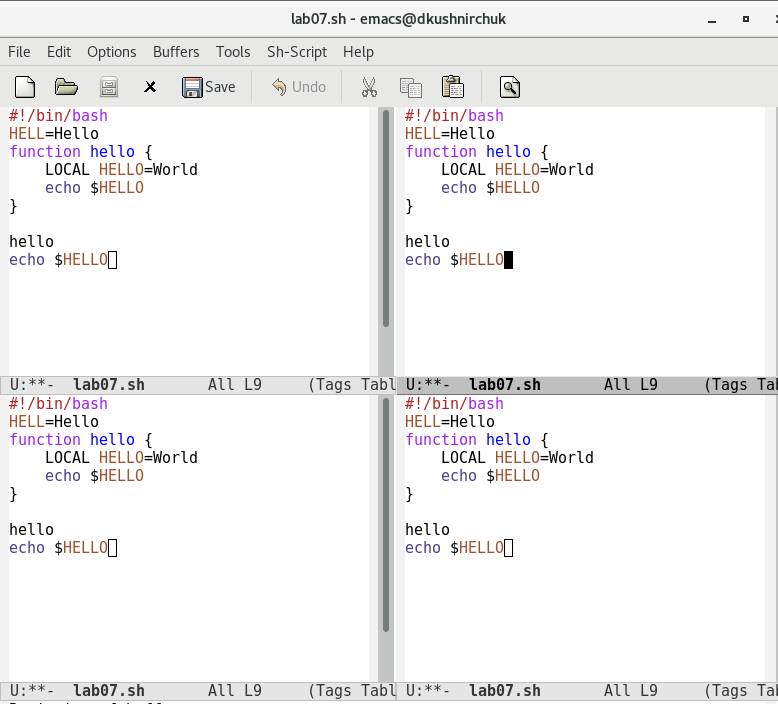 lab07.sh - emacs@dkushnirchuk
File Edit Options Buffers Tools Sh-Script Help
Save Undo
#!/bin/bash
HELL=Hello
function hello {
    LOCAL HELLO=World
    echo $HELLO
}
hello
echo $HELLO
U:**-  lab07.sh       All L9     (Tags Tabl
#!/bin/bash
HELL=Hello
function hello {
    LOCAL HELLO=World
    echo $HELLO
}
hello
echo $HELLO
U:**-  lab07.sh       All L9     (Tags Tab
#!/bin/bash
HELL=Hello
function hello {
    LOCAL HELLO=World
    echo $HELLO
}
hello
echo $HELLO
U:**-  lab07.sh       All L9     (Tags Tabl
#!/bin/bash
HELL=Hello
function hello {
    LOCAL HELLO=World
    echo $HELLO
}
hello
echo $HELLO
U:**-  lab07.sh       All L9     (Tags Tab